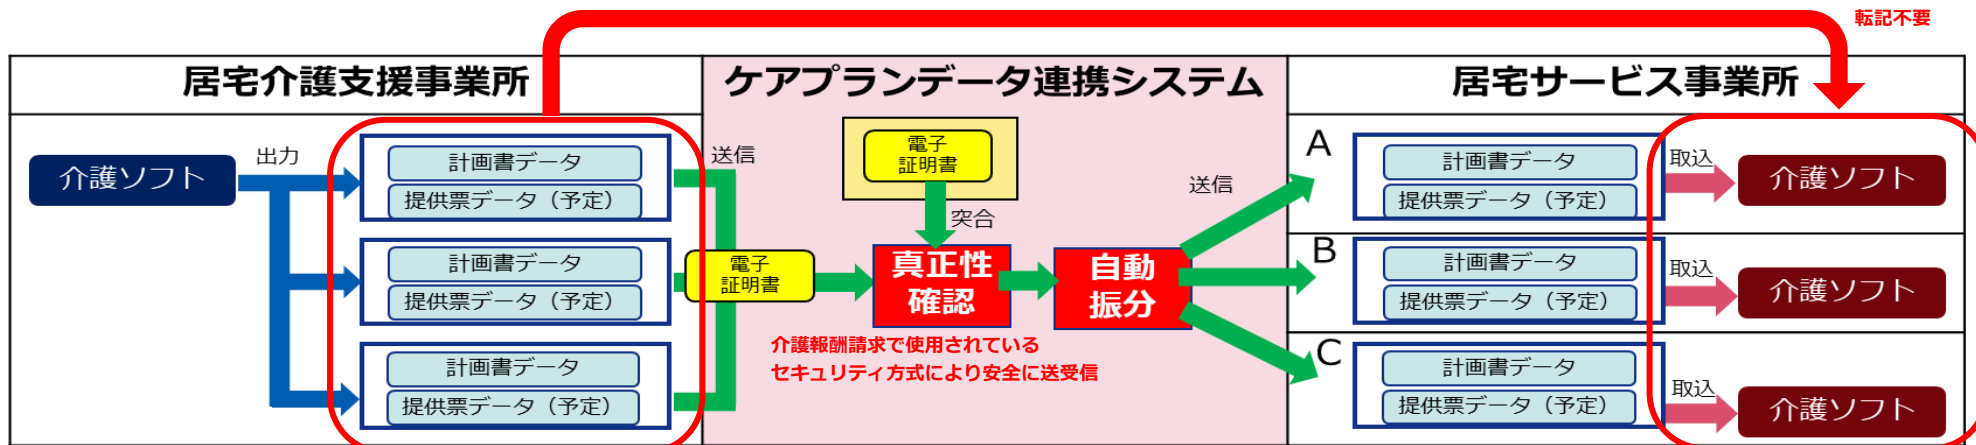 転記不要
居宅介護支援事業所
ケアプランデータ連携システム
居宅サービス事業所
介護ソフト
出力
計画書データ
提供票データ（予定）
計画書データ
提供票データ（予定）
計画書データ
提供票データ（予定）
送信
電子
証明書
電子
証明書
突合
真正性
確認
自動
振分
介護報酬請求で使用されている
セキュリティ方式により安全に送受信
送信
A
計画書データ
提供票データ（予定）
取込
介護ソフト
B
計画書データ
提供票データ（予定）
取込
介護ソフト
C
計画書データ
提供票データ（予定）
取込
介護ソフト